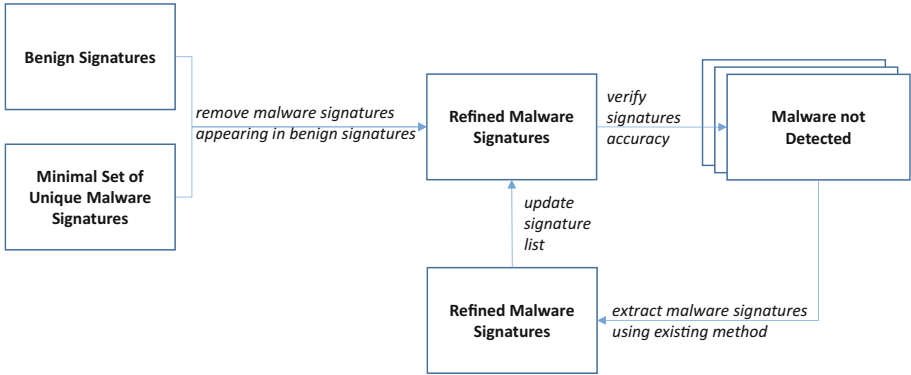 Benign Signatures
Minimal Set of
Unique Malware
Signatures
remove malware signatures
appearing in benign signatures
Refined Malware
Signatures
verify
signatures
accuracy
Malware not
Detected
update
signature
list
Refined Malware
Signatures
extract malware signatures
using existing method